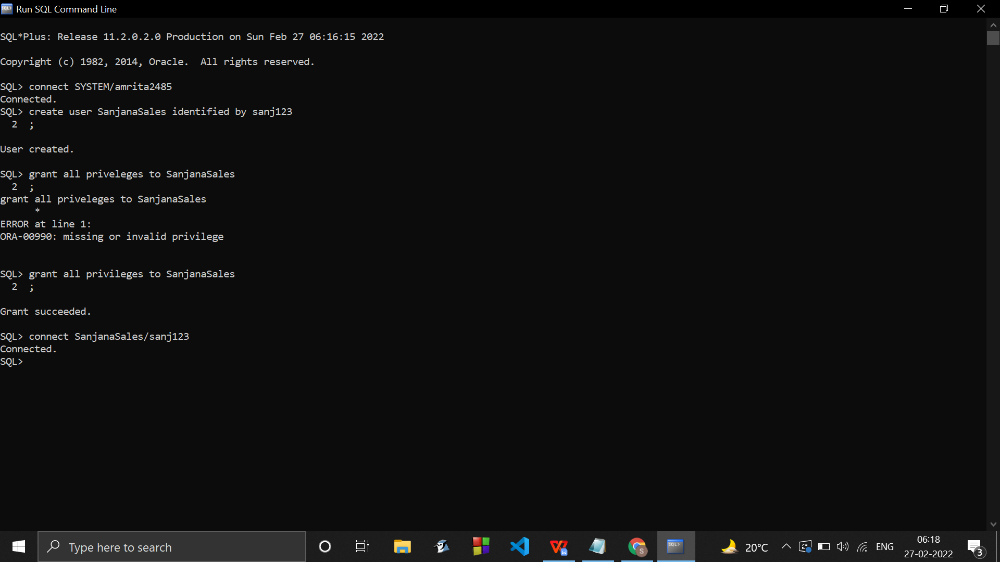 Run SQL Command Line
SQL*Plus: Release 11.2.0.2.0 Production on Sun Feb 27 06:16:15 2022
Copyright (c) 1982, 2014, Oracle.  All rights reserved.
SQL> connect SYSTEM/amrita2485
Connected.
SQL> create user SanjanaSales identified by sanj123
  2  ;
User created.
SQL> grant all priveleges to SanjanaSales
  2  ;
grant all priveleges to SanjanaSales
      *
ERROR at line 1:
ORA-00990: missing or invalid privilege
SQL> grant all privileges to SanjanaSales
  2  ;
Grant succeeded.
SQL> connect SanjanaSales/sanj123
Connected.
SQL>
Type here to search
20°C
ENG
06:18
27-02-2022
3